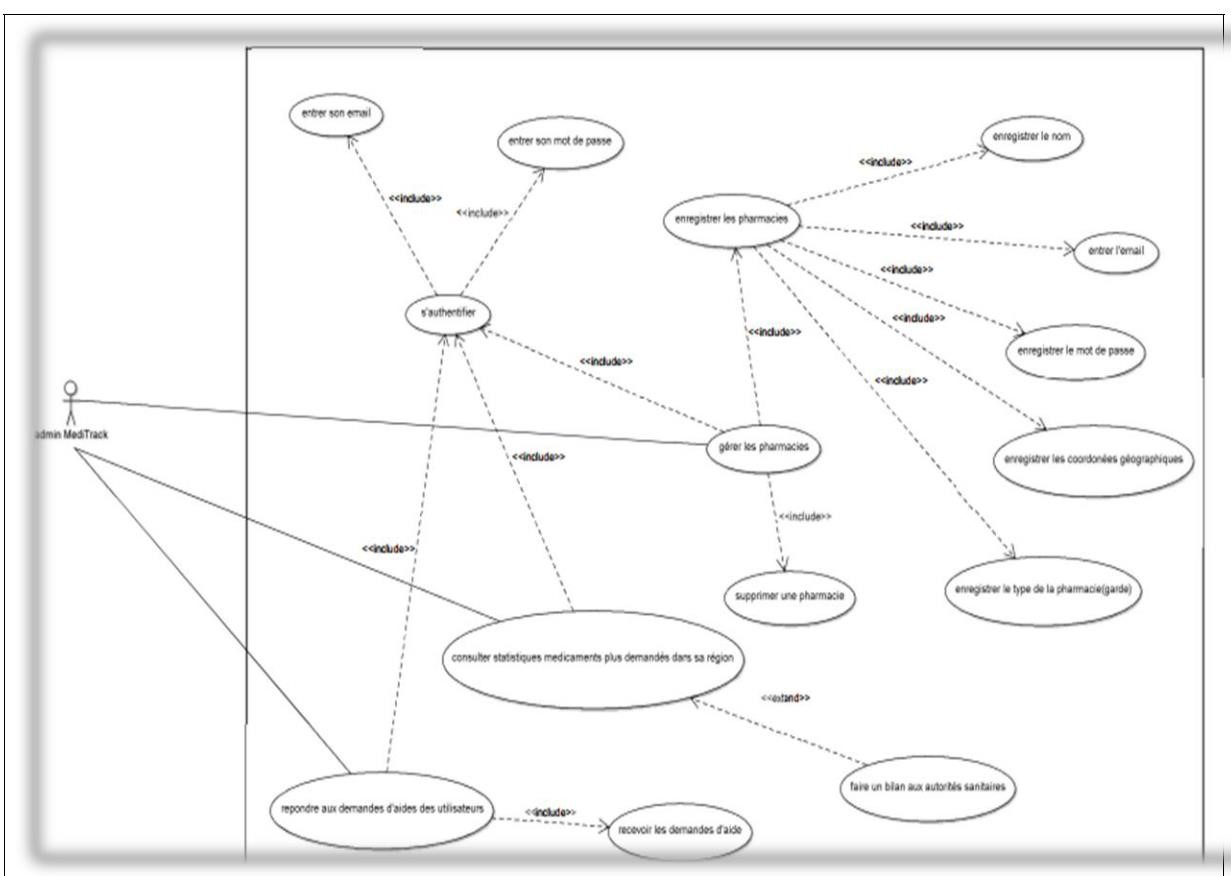 entrer son email
entrer son mot de passe
enregistrer le nom
<<include>>
<<include>>
<<include>>
enregistrer les pharmacies
<<include>>
entrer l'email
<<include>>
s'authentifier
<<include>>
<<include>>
enregistrer le mot de passe
<<include>>
<<include>>
admin MediTrack
gérer les pharmacies
<<include>>
enregistrer les coordonées géographiques
<<include>>
<<include>>
supprimer une pharmacie
enregistrer le type de la pharmacie(garde)
consulter statistiques medicaments plus demandés dans sa région
<<extand>>
faire un bilan aux autorités sanitaires
repondre aux demandes d'aides des utilisateurs
<<include>>
recevoir les demandes d'aide